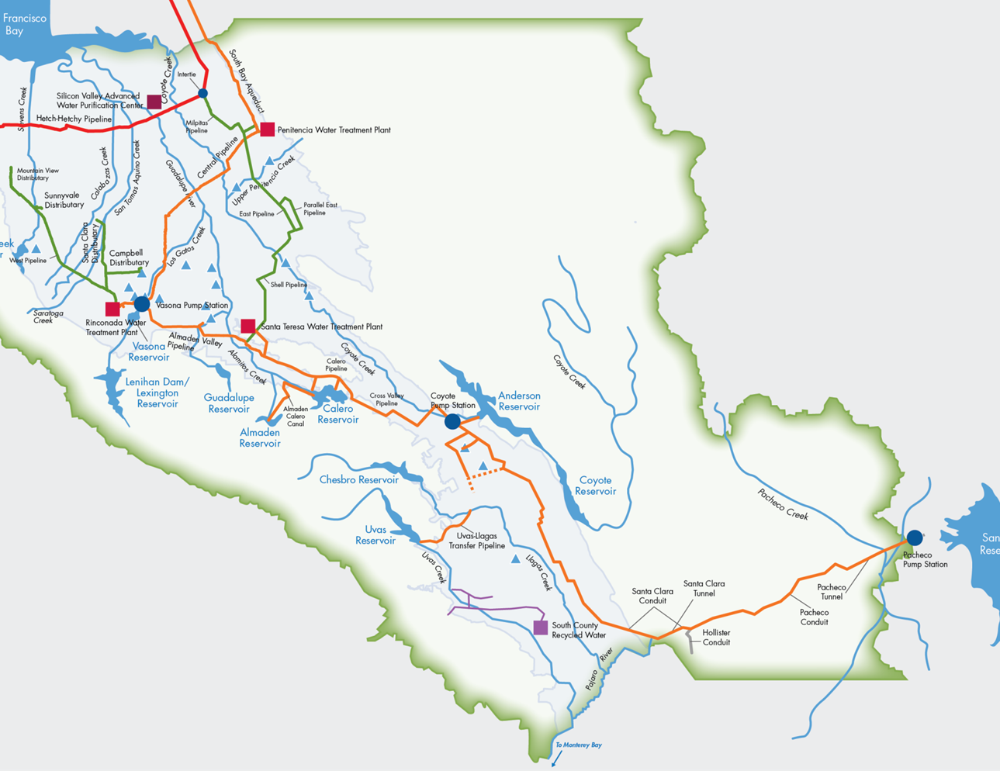 Francisco
Bay
Stevens Creek
Silicon Valley Advanced
Water Purification Center
Coyote Creek
Intertie
South Bay Aqueduct
Hetch-Hetchy Pipeline
Milpitas
Pipeline
Penitencia Water Treatment Plant
Mountain View
Distributary
Sunnyvale
Distributary
Calabazas Creek
San Tomas Aquino Creek
Guadalupe River
Central Pipeline
Upper Penitencia Creek
East Pipeline
Parallel East
Pipeline
eek
r
West Pipeline
Santa Clara
Distributary
Campbell
Distributary
Los Gatos Creek
Shell Pipeline
Saratoga
Creek
Rinconada Water
Treatment Plant
Vasona Pump Station
Santa Teresa Water Treatment Plant
Vasona
Reservoir
Almaden Valley
Pipeline
Alamitos Creek
Calero
Pipeline
Coyote Creek
Coyote Creek
Lenihan Dam/
Lexington
Reservoir
Guadalupe
Reservoir
Almaden
Calero
Canal
Calero
Reservoir
Cross Valley
Pipeline
Coyote
Pump Station
Anderson
Reservoir
Almaden
Reservoir
Chesbro Reservoir
Coyote
Reservoir
Pacheco Creek
Uvas
Reservoir
Uvas-Llagas
Transfer Pipeline
Uvas Creek
Llagas Creek
San
Rese
Pacheco
Pump Station
Santa Clara
Conduit
Santa Clara
Tunnel
Pacheco
Tunnel
Pacheco
Conduit
South County
Recycled Water
Hollister
Conduit
Pajaro River
To Monterey Bay